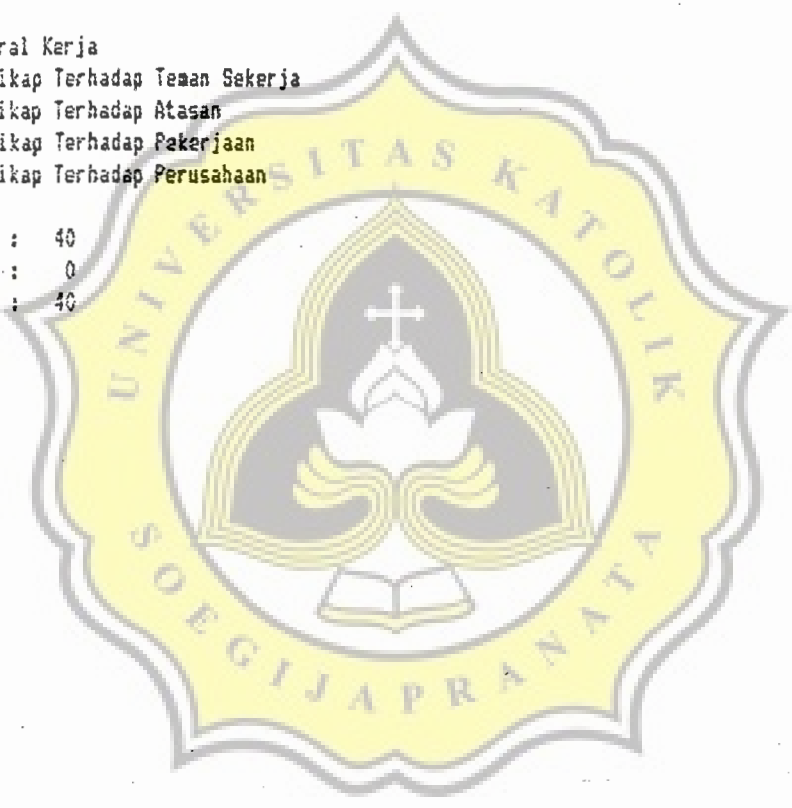 ral Kerja
ikap Terhadap Teman Sekerja
ikap Terhadap Atasan
ikap Terhadap Pekerjaan
ikap Terhadap Perusahaan
: 40
: 0
: 40
UNIVERSITAS KATOLIK
SOEGIJAPRANATA